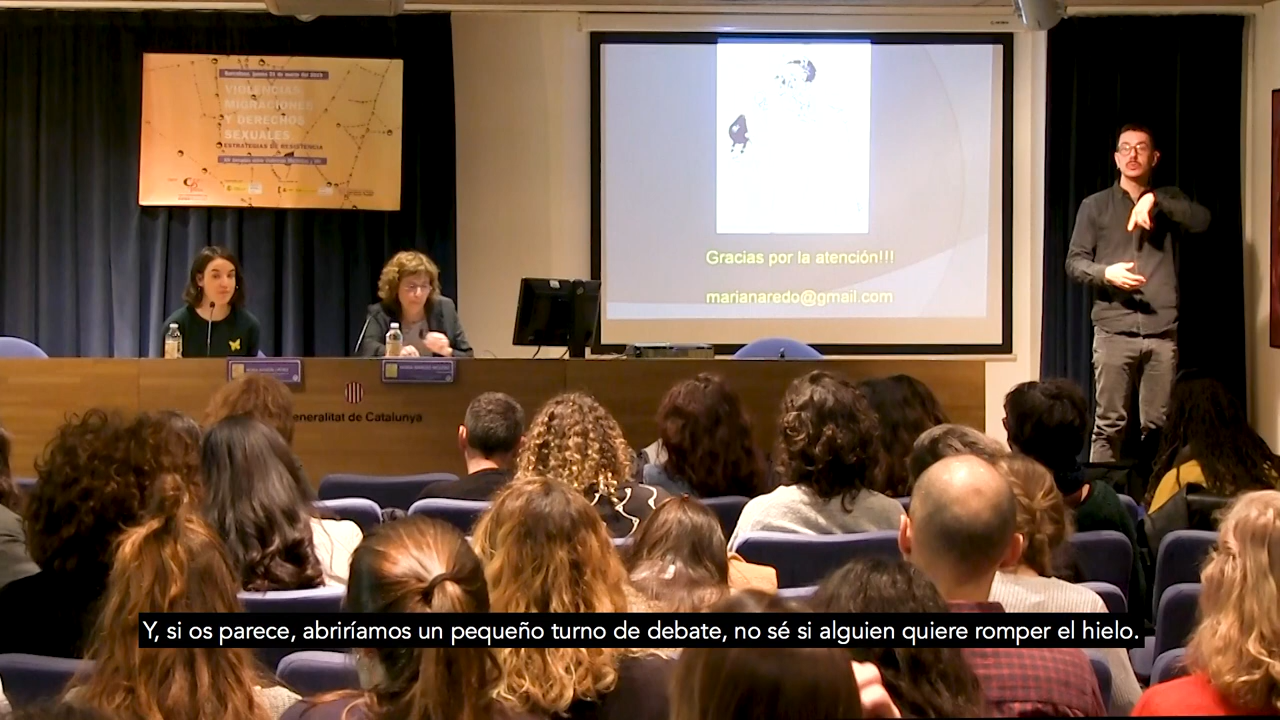 VIOLENCIAS,
MIGRACIONES
Y DERECHOS
SEXUALES
ESTRATEGIAS DE RESISTENCIA
Gracias por la atención!!!
marianaredo@gmail.com
eneralitat de Catalunya
Y, si os parece, abriríamos un pequeño turno de debate, no sé si alguien quiere romper el hielo.